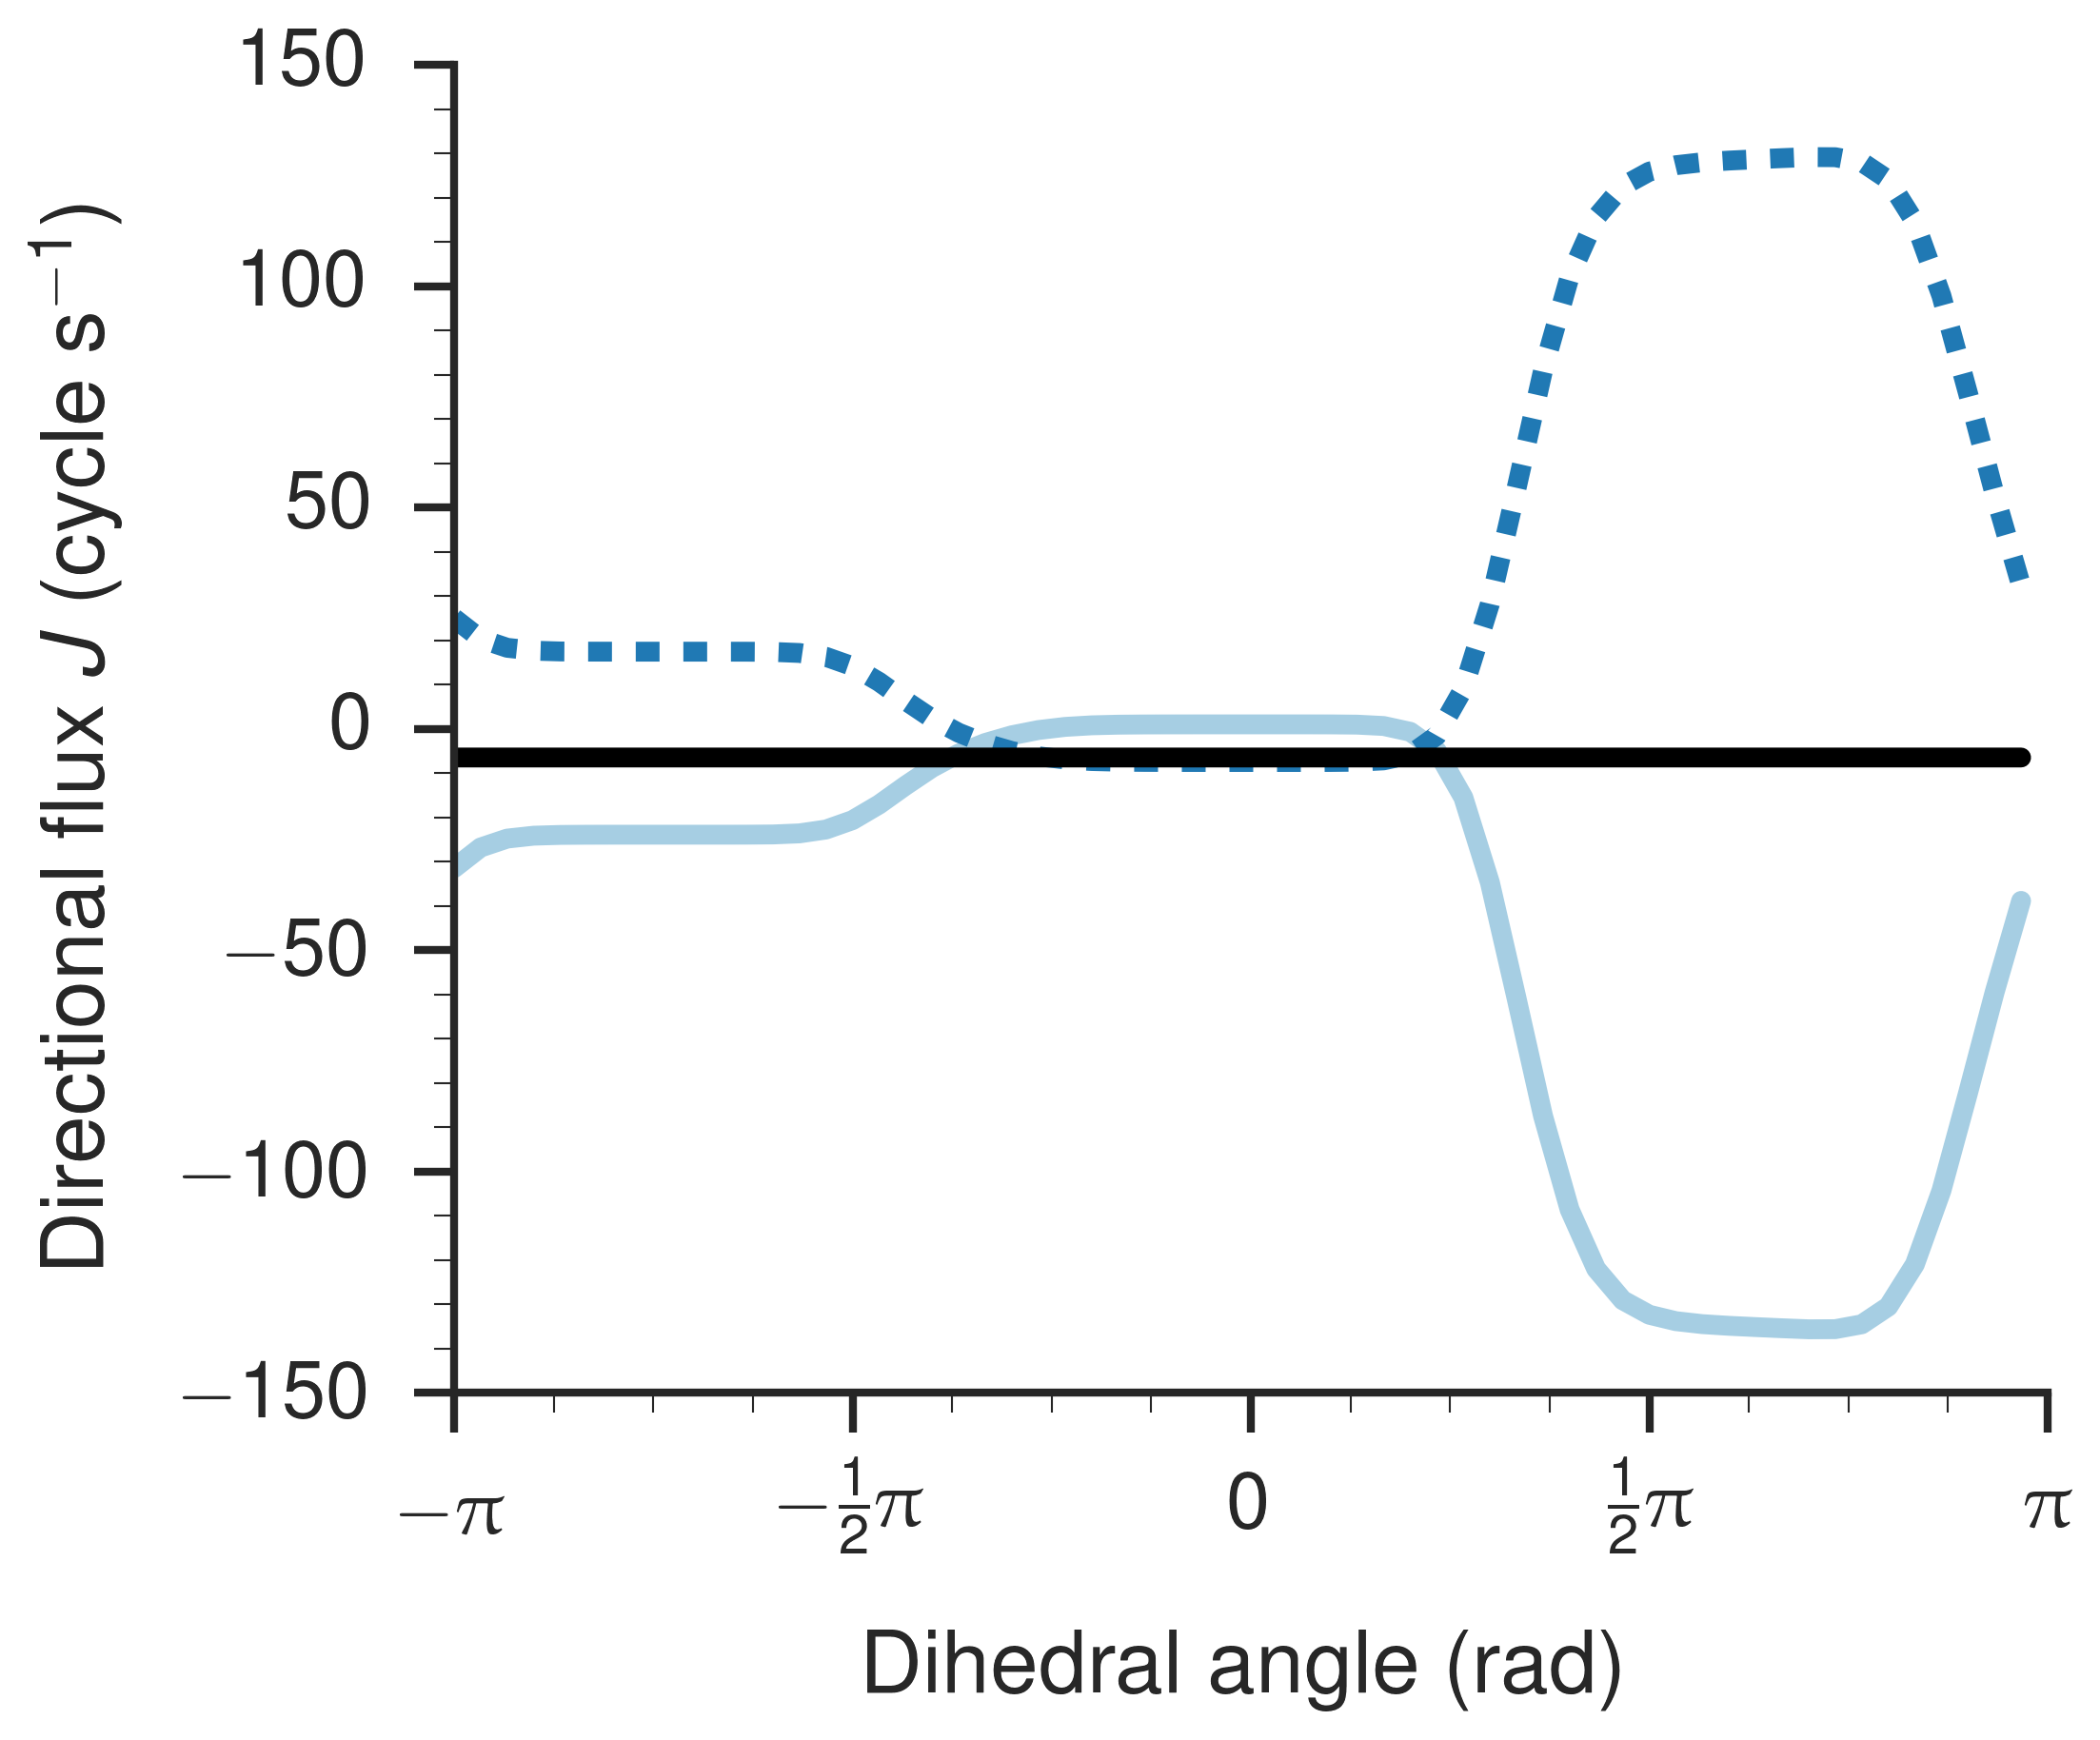 150
100
50
0
−50
−100
−150
Directional flux J (cycle s⁻¹)
−π
−½π
0
½π
π
Dihedral angle (rad)